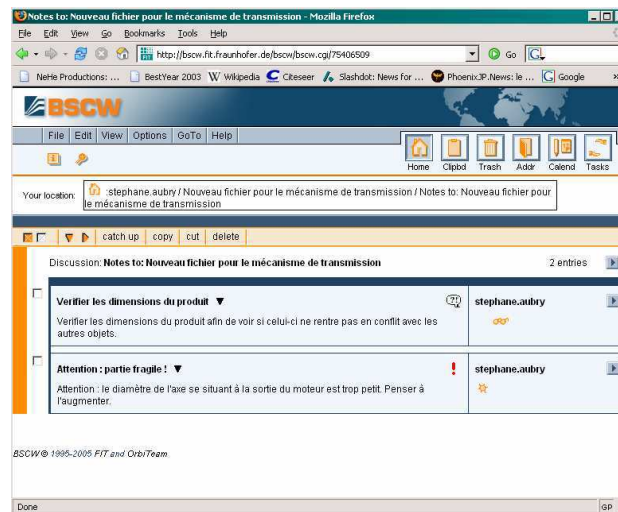 Notes to: Nouveau fichier pour le mécanisme de transmission - Mozilla Firefox
File Edit View Go Bookmarks Tools Help
http://bscw.fit.fraunhofer.de/bscw/bscw.cgi/75406509 Go G
NeHe Productions: ... BestYear 2003 W Wikipedia Citeseer Slashdot: News for ... PhoenixJP.News: le ... Google »
BSCW
File Edit View Options GoTo Help
Home Clipbd Trash Addr Calend Tasks
Your location: :stephane.aubry / Nouveau fichier pour le mécanisme de transmission / Notes to: Nouveau fichier pour
le mécanisme de transmission
catch up copy cut delete
Discussion: Notes to: Nouveau fichier pour le mécanisme de transmission 2 entries
Verifier les dimensions du produit ▼ ?! stephane.aubry
Verifier les dimensions du produit afin de voir si celui-ci ne rentre pas en conflit avec les
autres objets.
Attention : partie fragile ! ▼ ! stephane.aubry
Attention : le diamètre de l'axe se situant à la sortie du moteur est trop petit. Penser à
l'augmenter.
BSCW © 1995-2005 FIT and OrbiTeam
Done GP